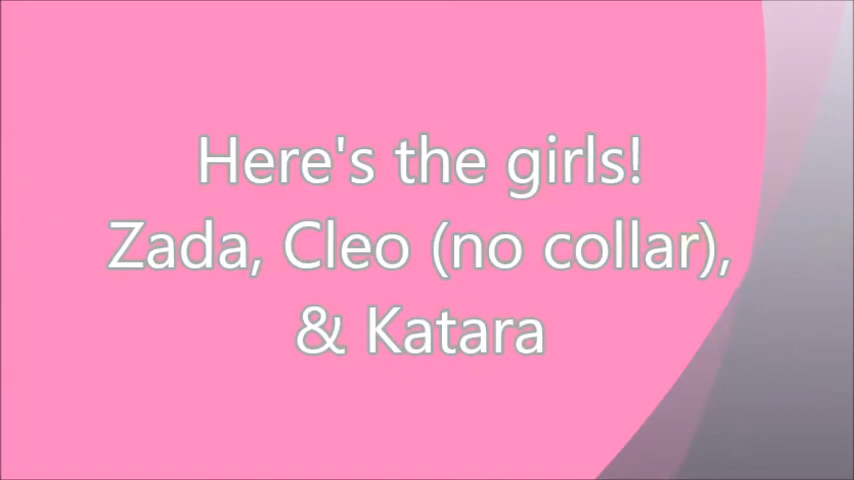 Here's the girls!
Zada, Cleo (no collar),
& Katara